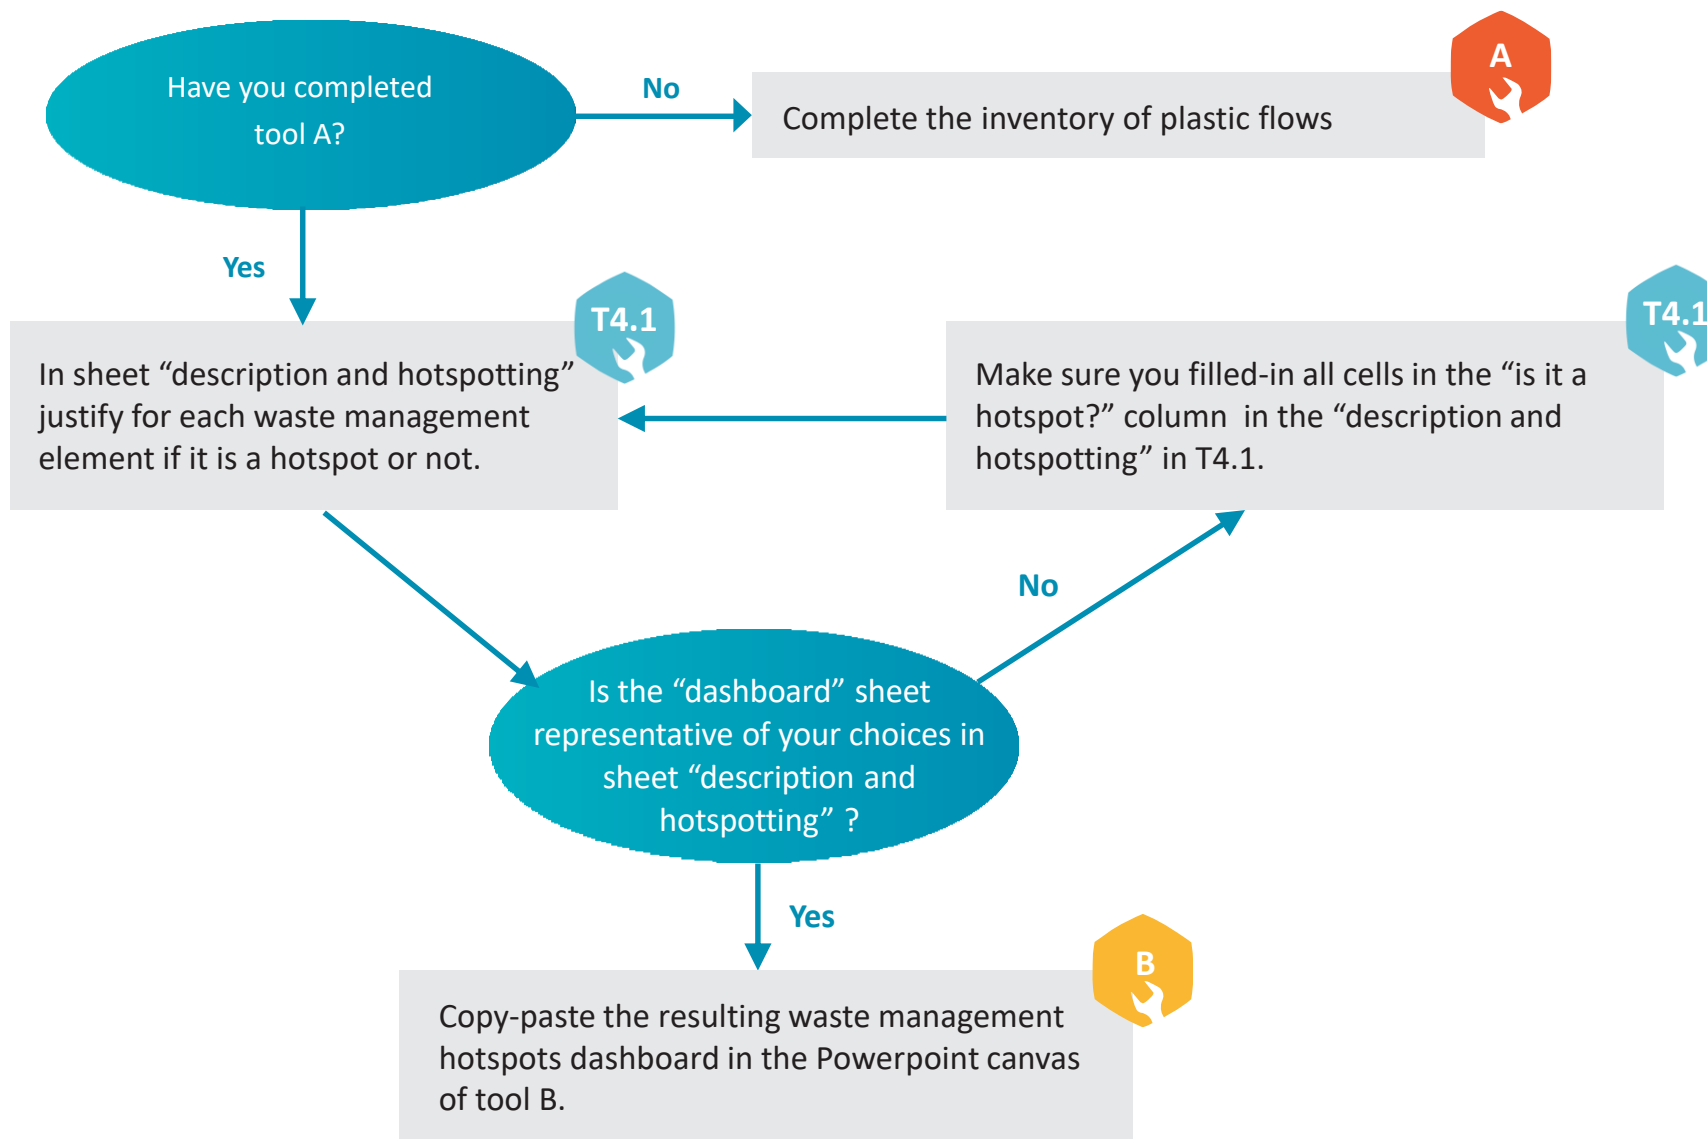 Have you completed
tool A?
No
Complete the inventory of plastic flows
A
Yes
In sheet “description and hotspotting”
justify for each waste management
element if it is a hotspot or not.
T4.1
Make sure you filled-in all cells in the “is it a
hotspot?” column  in the “description and
hotspotting” in T4.1.
T4.1
No
Is the “dashboard” sheet
representative of your choices in
sheet “description and
hotspotting” ?
Yes
Copy-paste the resulting waste management
hotspots dashboard in the Powerpoint canvas
of tool B.
B